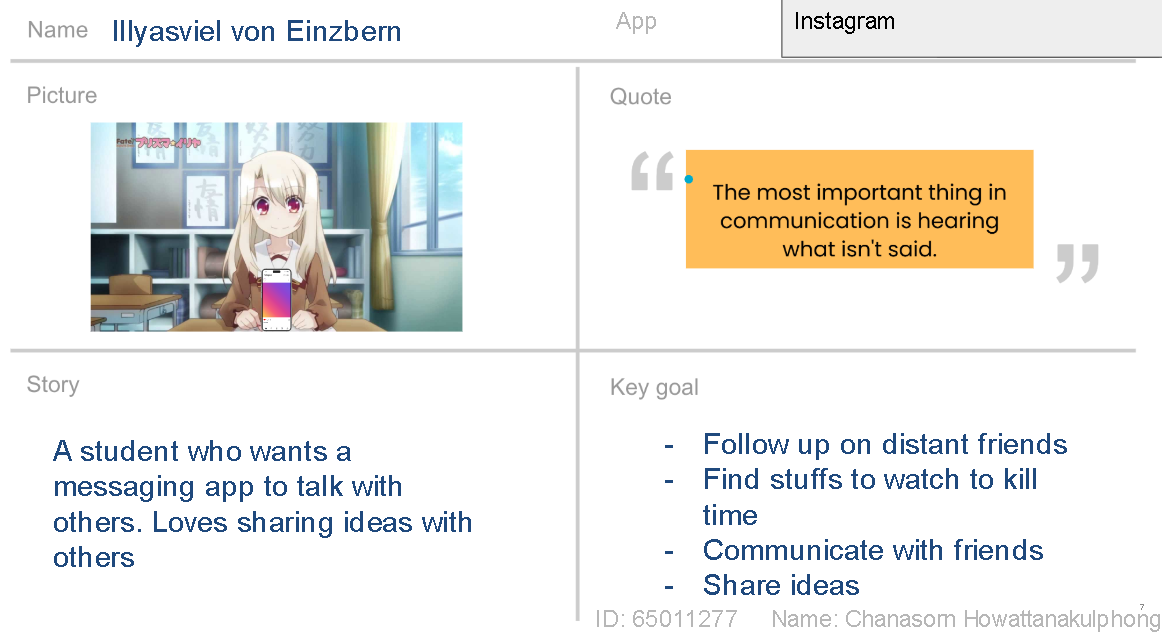 Name Illyasviel von Einzbern
App Instagram
Picture
Fate/ プリズマ☆イリヤ
友情
Quote
“
The most important thing in
communication is hearing
what isn't said.
”
Story
A student who wants a
messaging app to talk with
others. Loves sharing ideas with
others
Key goal
- Follow up on distant friends
- Find stuffs to watch to kill
time
- Communicate with friends
- Share ideas
7
ID: 65011277 Name: Chanasorn Howattanakulphong